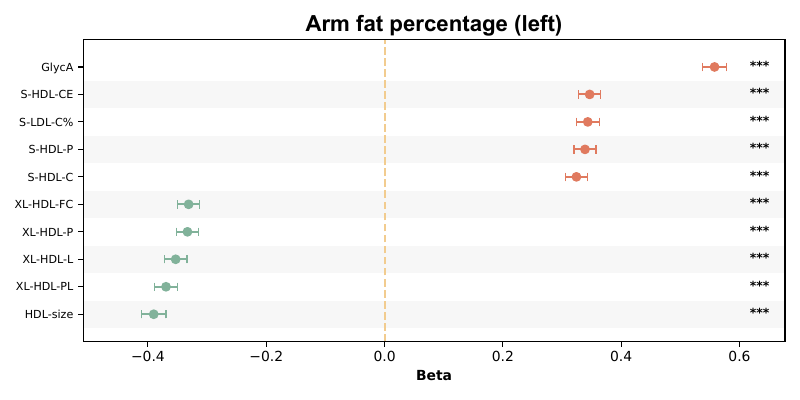 Arm fat percentage (left)
GlycA ***
S-HDL-CE ***
S-LDL-C% ***
S-HDL-P ***
S-HDL-C ***
XL-HDL-FC ***
XL-HDL-P ***
XL-HDL-L ***
XL-HDL-PL ***
HDL-size ***
−0.4 −0.2 0.0 0.2 0.4 0.6
Beta